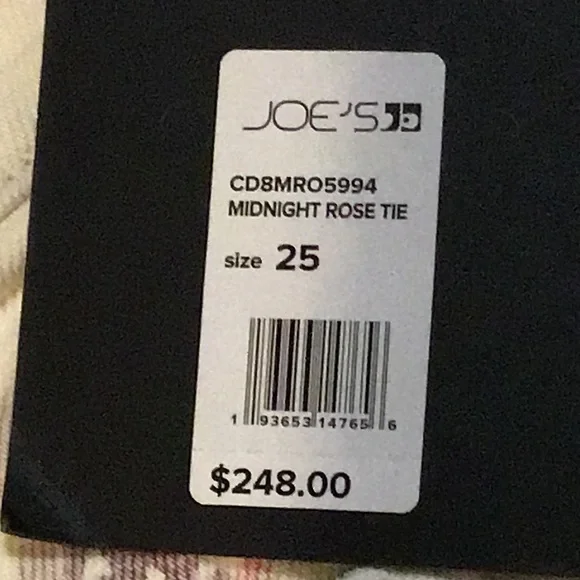 JOE'S
CD8MRO5994
MIDNIGHT ROSE TIE
size 25
1 93653 14765 6
$248.00